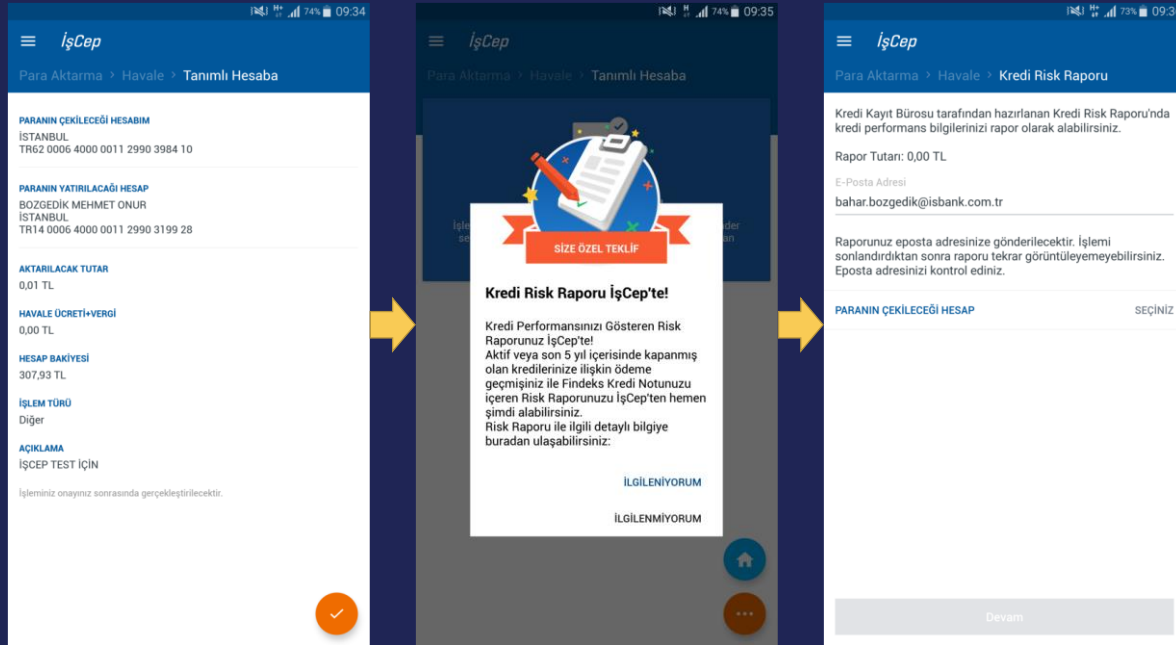 74% 09:34
İşCep
Para Aktarma > Havale > Tanımlı Hesaba
PARANIN ÇEKİLECEĞİ HESABIM
İSTANBUL
TR62 0006 4000 0011 2990 3984 10
PARANIN YATIRILACAĞI HESAP
BOZGEDİK MEHMET ONUR
İSTANBUL
TR14 0006 4000 0011 2990 3199 28
AKTARILACAK TUTAR
0,01 TL
HAVALE ÜCRETİ+VERGİ
0,00 TL
HESAP BAKİYESİ
307,93 TL
İŞLEM TÜRÜ
Diğer
AÇIKLAMA
İŞCEP TEST İÇİN
İşleminiz onayınız sonrasında gerçekleştirilecektir.
74% 09:35
İşCep
Para Aktarma > Havale > Tanımlı Hesaba
SİZE ÖZEL TEKLİF
Kredi Risk Raporu İşCep'te!
Kredi Performansınızı Gösteren Risk
Raporunuz İşCep'te!
Aktif veya son 5 yıl içerisinde kapanmış
olan kredilerinize ilişkin ödeme
geçmişiniz ile Findeks Kredi Notunuzu
içeren Risk Raporunuzu İşCep'ten hemen
şimdi alabilirsiniz.
Risk Raporu ile ilgili detaylı bilgiye
buradan ulaşabilirsiniz:
İLGİLENİYORUM
İLGİLENMİYORUM
73% 09:3
İşCep
Para Aktarma > Havale > Kredi Risk Raporu
Kredi Kayıt Bürosu tarafından hazırlanan Kredi Risk Raporu'nda
kredi performans bilgilerinizi rapor olarak alabilirsiniz.
Rapor Tutarı: 0,00 TL
E-Posta Adresi
bahar.bozgedik@isbank.com.tr
Raporunuz eposta adresinize gönderilecektir. İşlemi
sonlandırdıktan sonra raporu tekrar görüntüleyemeyebilirsiniz.
Eposta adresinizi kontrol ediniz.
PARANIN ÇEKİLECEĞİ HESAP SEÇİNİZ
Devam